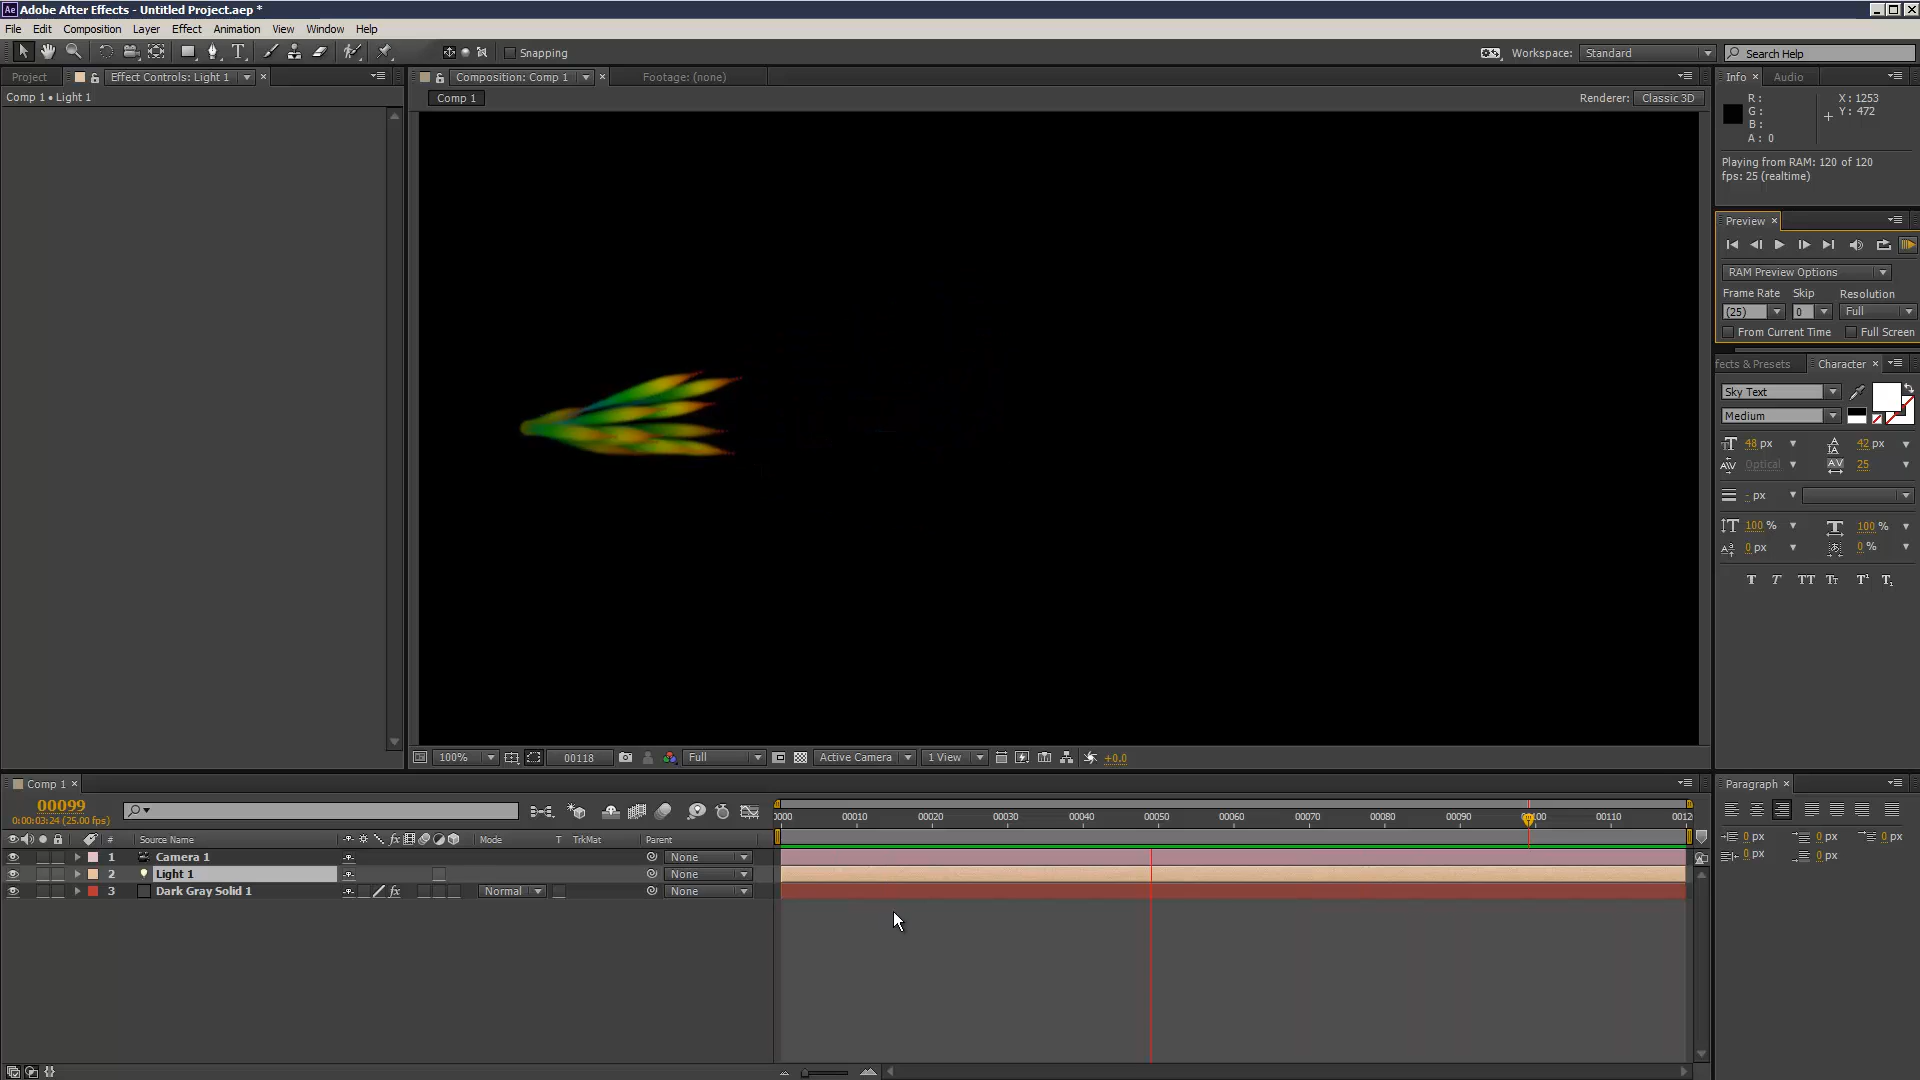 Adobe After Effects - Untitled Project.aep *
File Edit Composition Layer Effect Animation View Window Help
Snapping
Workspace: Standard
Search Help
Project
Effect Controls: Light 1
Composition: Comp 1
Footage: (none)
Info
Audio
Comp 1 • Light 1
Comp 1
Renderer: Classic 3D
R :
G :
B :
A : 0
X : 1253
Y : 472
Playing from RAM: 120 of 120
fps: 25 (realtime)
Preview
RAM Preview Options
Frame Rate Skip Resolution
(25) 0 Full
From Current Time Full Screen
fects & Presets
Character
Sky Text
Medium
48 px
42 px
Optical
25
- px
100 %
100 %
0 px
0 %
100%
00118
Full
Active Camera
1 View
+0.0
Comp 1
00099
0:00:03:24 (25.00 fps)
0000 00010 00020 00030 00040 00050 00060 00070 00080 00090 00100 00110 0012
# Source Name Mode T TrkMat Parent
1 Camera 1 None
2 Light 1 None
3 Dark Gray Solid 1 Normal None
Paragraph
0 px 0 px 0 px
0 px 0 px